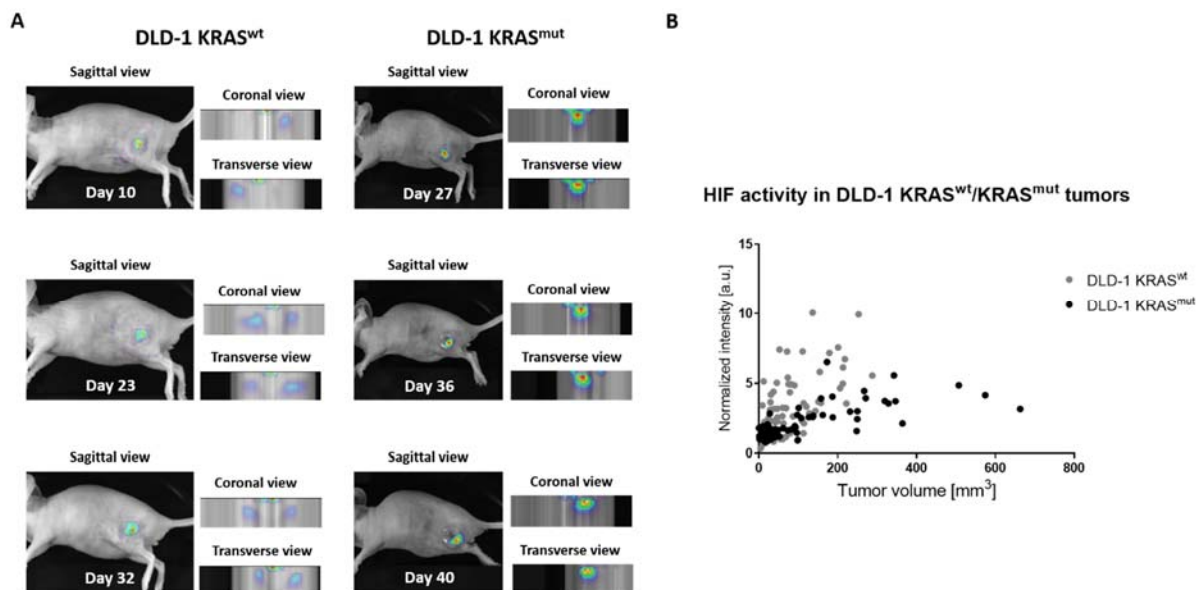 A
DLD-1 KRASwt
DLD-1 KRASmut
Sagittal view
Coronal view
Transverse view
Day 10
Sagittal view
Coronal view
Transverse view
Day 27
Sagittal view
Coronal view
Transverse view
Day 23
Sagittal view
Coronal view
Transverse view
Day 36
Sagittal view
Coronal view
Transverse view
Day 32
Sagittal view
Coronal view
Transverse view
Day 40
B
HIF activity in DLD-1 KRASwt/KRASmut tumors
Normalized intensity [a.u.]
15
10
5
0
0
200
400
600
800
Tumor volume [mm3]
DLD-1 KRASwt
DLD-1 KRASmut